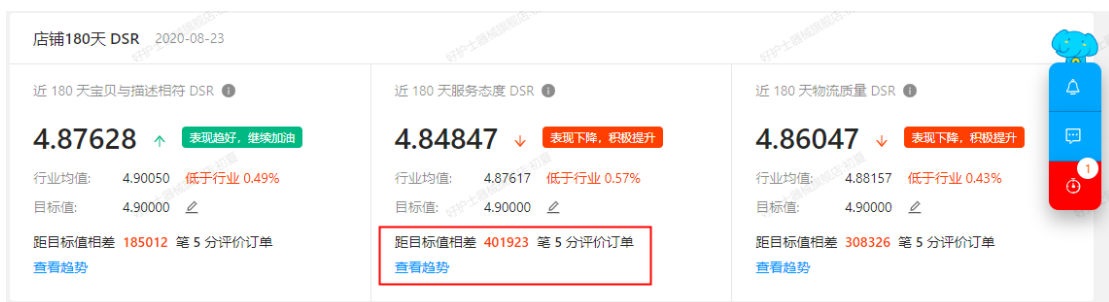 店铺180天 DSR 2020-08-23
近 180 天宝贝与描述相符 DSR
4.87628 ↑ 表现趋好，继续加油
行业均值: 4.90050 低于行业 0.49%
目标值: 4.90000
距目标值相差 185012 笔 5 分评价订单
查看趋势
近 180 天服务态度 DSR
4.84847 ↓ 表现下降，积极提升
行业均值: 4.87617 低于行业 0.57%
目标值: 4.90000
距目标值相差 401923 笔 5 分评价订单
查看趋势
近 180 天物流质量 DSR
4.86047 ↓ 表现下降，积极提升
行业均值: 4.88157 低于行业 0.43%
目标值: 4.90000
距目标值相差 308326 笔 5 分评价订单
查看趋势
1